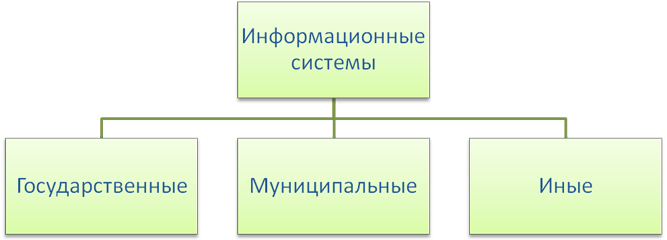 Информационные
системы
Государственные
Муниципальные
Иные